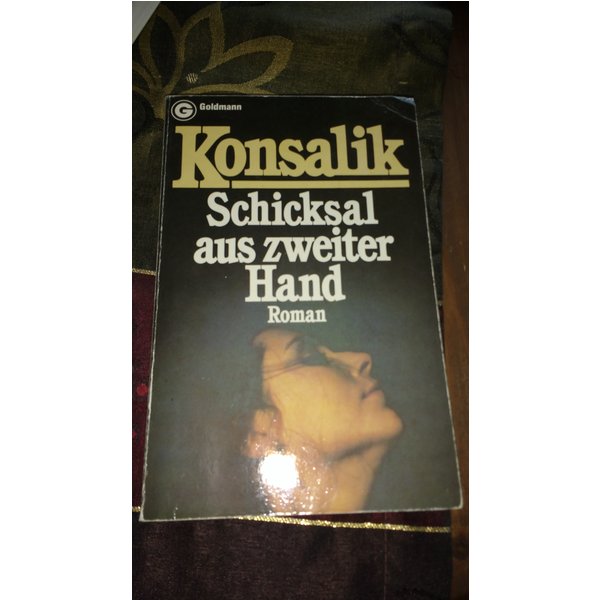 G Goldmann
Konsalik
Schicksal
aus zweiter
Hand
Roman